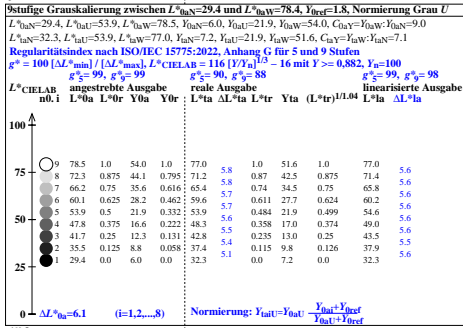 9stufige Grauskalierung zwischen L*0aN=29.4 und L*0aW=78.4, Y0ref=1.8, Normierung Grau U
L*0aN=29.4, L*0aU=53.9, L*0aW=78.5, Y0aN=6.0, Y0aU=21.9, Y0aW=54.0, C0aY=Y0aW:Y0aN=9.0
L*taN=32.3, L*taU=53.9, L*taW=77.0, YtaN=7.2, YtaU=21.9, YtaW=51.6, CtaY=YtaW:YtaN=7.1
Regularitätsindex nach ISO/IEC 15775:2022, Anhang G für 5 und 9 Stufen
g* = 100 [ΔL*min] / [ΔL*max], L*CIELAB = 116 [Y/Yn]1/3 − 16 mit Y >= 0,882, Yn=100
g*5= 99, g*9= 99 g*5= 90, g*9= 88 g*5= 99, g*9= 98
L*CIELAB angestrebte Ausgabe reale Ausgabe linearisierte Ausgabe
n0. i L*0a L*0r Y0a Y0r L*ta ΔL*ta L*tr Yta (L*tr)1/1.04 L*la ΔL*la
100
9 78.5 1.0 54.0 1.0 77.0 1.0 51.6 1.0 77.0
5.8 5.6
8 72.3 0.875 44.1 0.795 71.2 0.87 42.5 0.875 71.4
5.8 5.6
75
7 66.2 0.75 35.6 0.616 65.4 0.74 34.5 0.75 65.8
5.7 5.6
6 60.1 0.625 28.2 0.462 59.6 0.611 27.7 0.624 60.2
5.6 5.6
5 53.9 0.5 21.9 0.332 53.9 0.484 21.9 0.499 54.6
5.6 5.6
50
4 47.8 0.375 16.6 0.222 48.3 0.358 17.0 0.374 49.0
5.5 5.6
3 41.7 0.25 12.3 0.131 42.8 0.235 13.0 0.25 43.5
5.4 5.6
2 35.5 0.125 8.8 0.058 37.4 0.115 9.8 0.126 37.9
5.1 5.6
1 29.4 0.0 6.0 0.0 32.3 0.0 7.2 0.0 32.3
25
0
ΔL*0a=6.1 (i=1,2,...,8) Normierung: YtaiU=Y0aU Y0ai+Y0ref
Y0aU+Y0ref